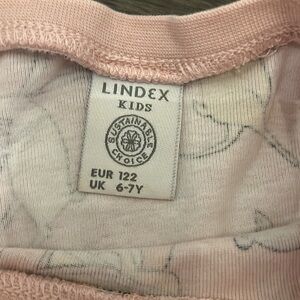 LINDEX
KIDS
SUSTAINABLE
CHOICE
EUR 122
UK 6-7Y